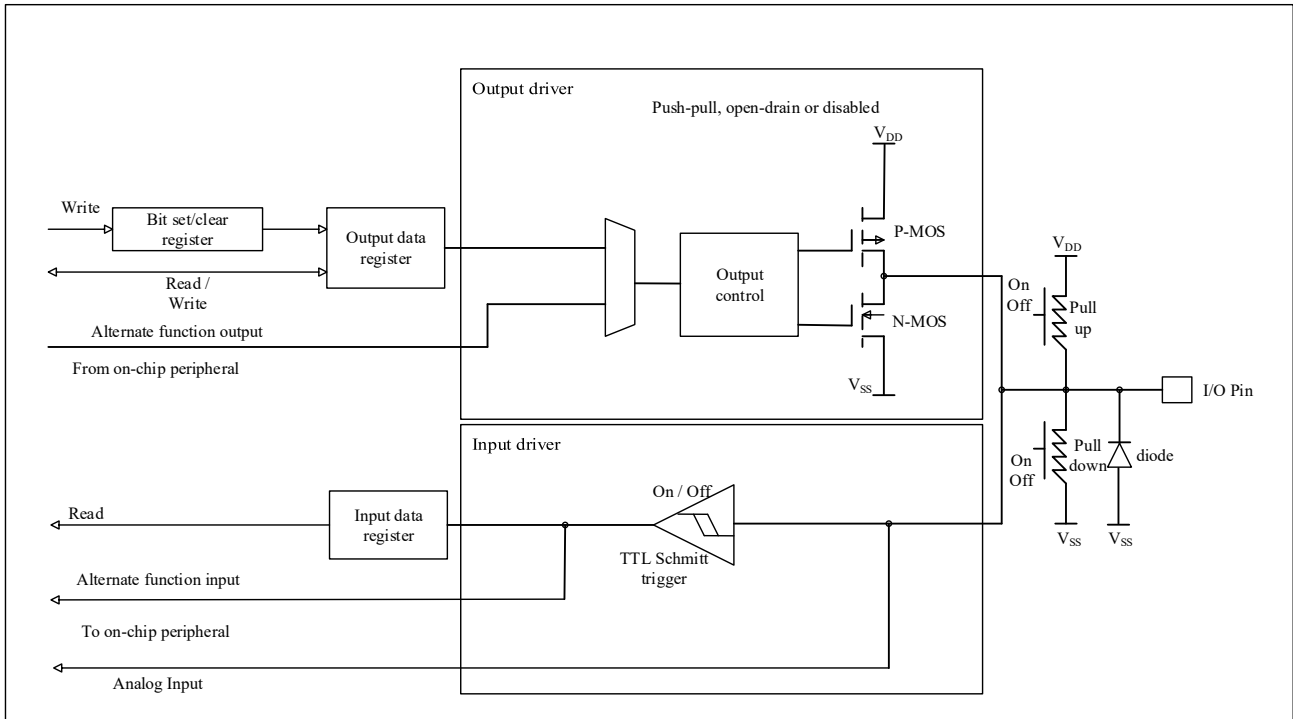 Output driver
Push-pull, open-drain or disabled
V_DD
Write
Bit set/clear
register
Output data
register
P-MOS
Read /
Write
Output
control
V_DD
On
Off
Pull
up
Alternate function output
N-MOS
From on-chip peripheral
V_SS
I/O Pin
Input driver
On
Off
Pull
down
diode
On / Off
Read
Input data
register
TTL Schmitt
trigger
V_SS
V_SS
Alternate function input
To on-chip peripheral
Analog Input